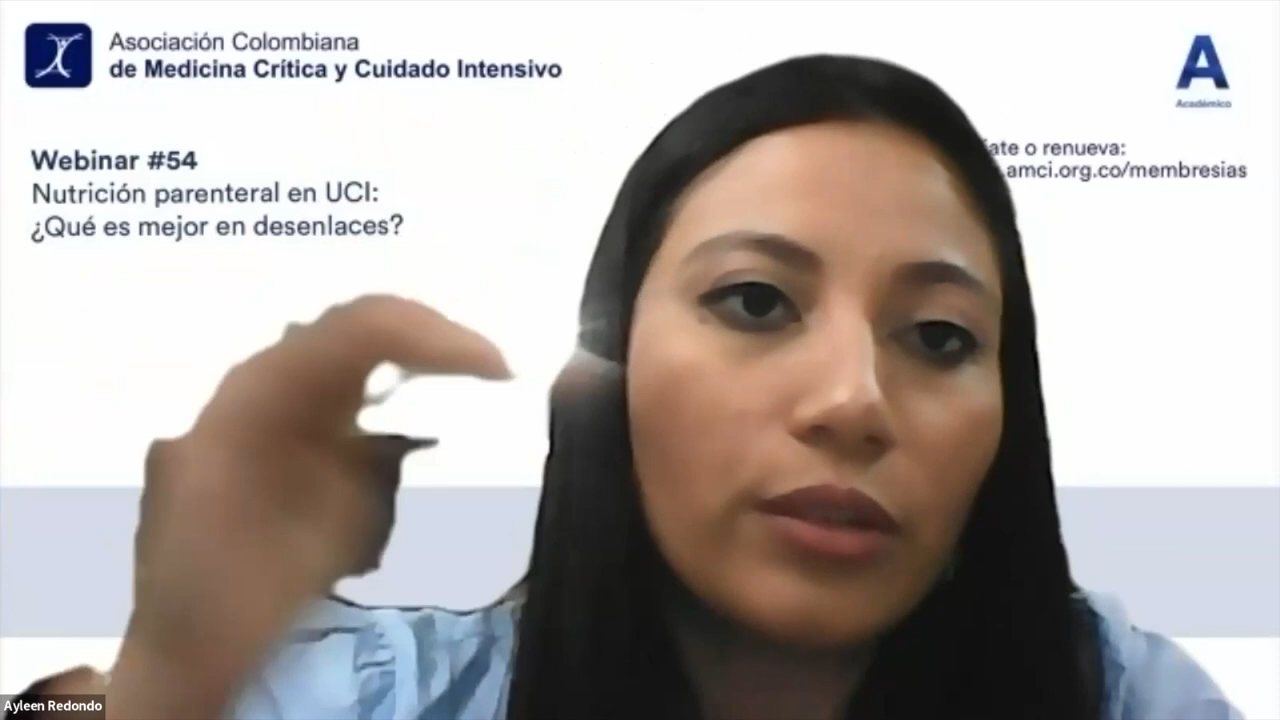 Asociación Colombiana
de Medicina Crítica y Cuidado Intensivo
A
Académico
Webinar #54
Nutrición parenteral en UCI:
¿Qué es mejor en desenlaces?
o renueva:
amci.org.co/membresias
Ayleen Redondo